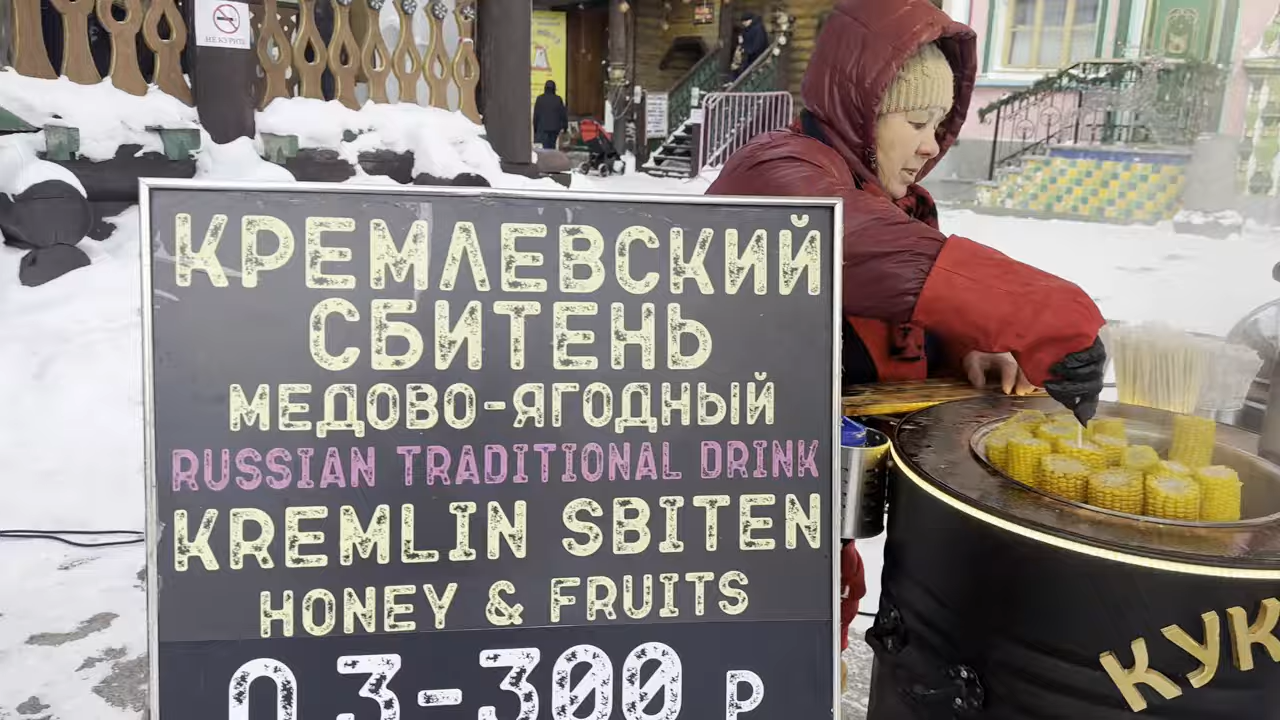 НЕ КУРИТЬ
КРЕМЛЕВСКИЙ
СБИТЕНЬ
МЕДОВО-ЯГОДНЫЙ
RUSSIAN TRADITIONAL DRINK
KREMLIN SBITEN
HONEY & FRUITS
0.3-300 Р
КУК